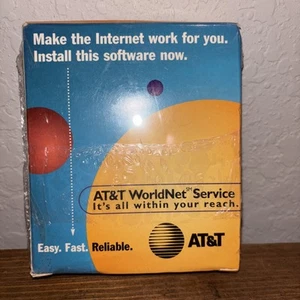 Make the Internet work for you.
Install this software now.
AT&T WorldNet℠ Service
It's all within your reach.
Easy. Fast. Reliable.
AT&T